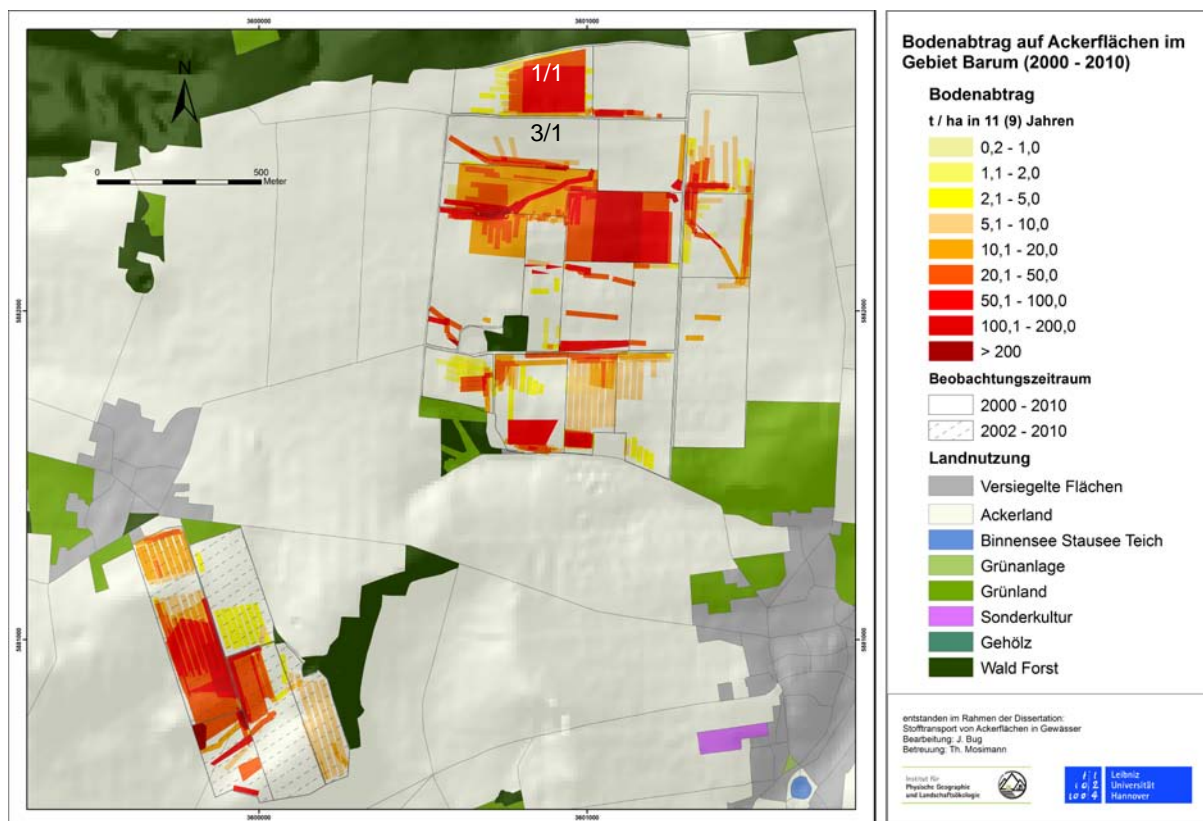 3600000
3601000
1/1
N
3/1
0
500
Meter
5882000
5882000
5881000
5881000
3600000
3601000
Bodenabtrag auf Ackerflächen im
Gebiet Barum (2000 - 2010)
Bodenabtrag
t / ha in 11 (9) Jahren
0,2 - 1,0
1,1 - 2,0
2,1 - 5,0
5,1 - 10,0
10,1 - 20,0
20,1 - 50,0
50,1 - 100,0
100,1 - 200,0
> 200
Beobachtungszeitraum
2000 - 2010
2002 - 2010
Landnutzung
Versiegelte Flächen
Ackerland
Binnensee Stausee Teich
Grünanlage
Grünland
Sonderkultur
Gehölz
Wald Forst
entstanden im Rahmen der Dissertation:
Stofftransport von Ackerflächen in Gewässer
Bearbeitung: J. Bug
Betreuung: Th. Mosimann
Institut für
Physische Geographie
und Landschaftsökologie
Leibniz
Universität
Hannover